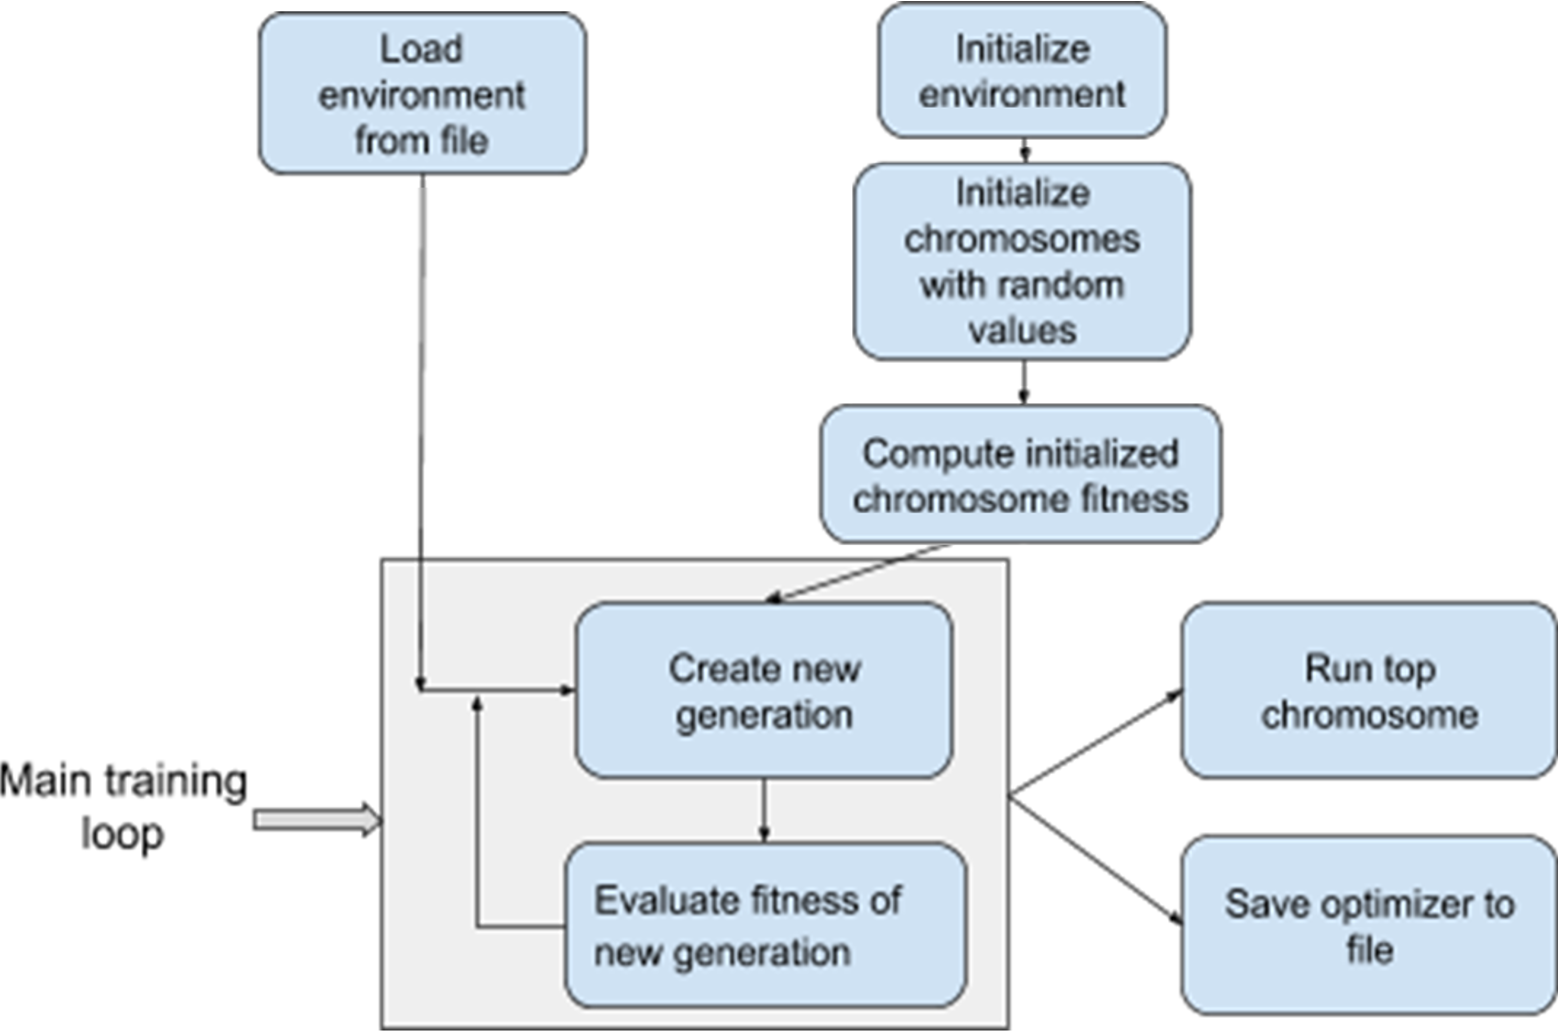 Load
environment
from file
Initialize
environment
Initialize
chromosomes
with random
values
Compute initialized
chromosome fitness
Create new
generation
Run top
chromosome
Main training
loop
Evaluate fitness of
new generation
Save optimizer to
file